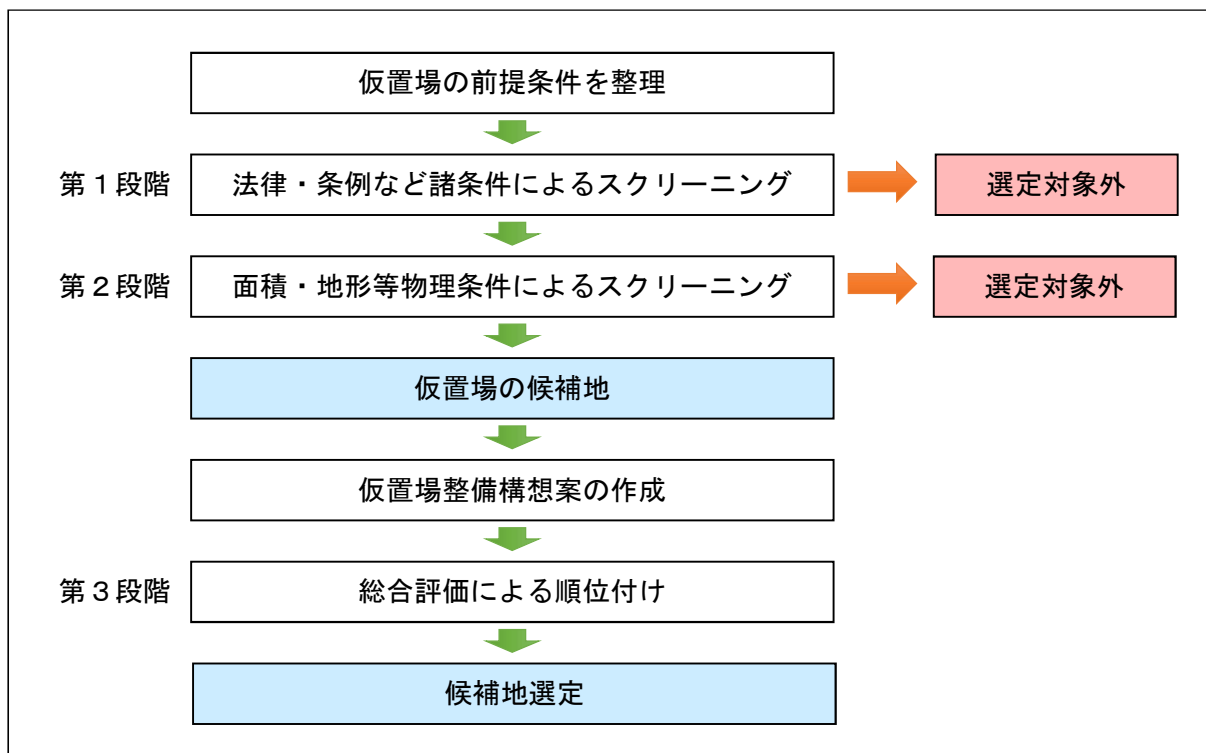 仮置場の前提条件を整理
第１段階
法律・条例など諸条件によるスクリーニング
選定対象外
第２段階
面積・地形等物理条件によるスクリーニング
選定対象外
仮置場の候補地
仮置場整備構想案の作成
第３段階
総合評価による順位付け
候補地選定